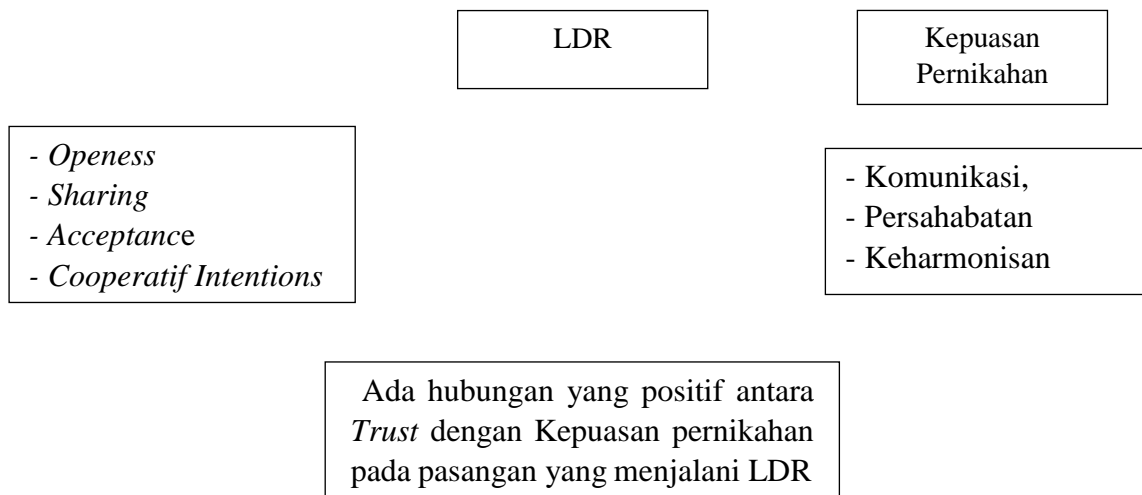 LDR
Kepuasan
Pernikahan
- Openess
- Sharing
- Acceptance
- Cooperatif Intentions
- Komunikasi,
- Persahabatan
- Keharmonisan
Ada hubungan yang positif antara
Trust dengan Kepuasan pernikahan
pada pasangan yang menjalani LDR